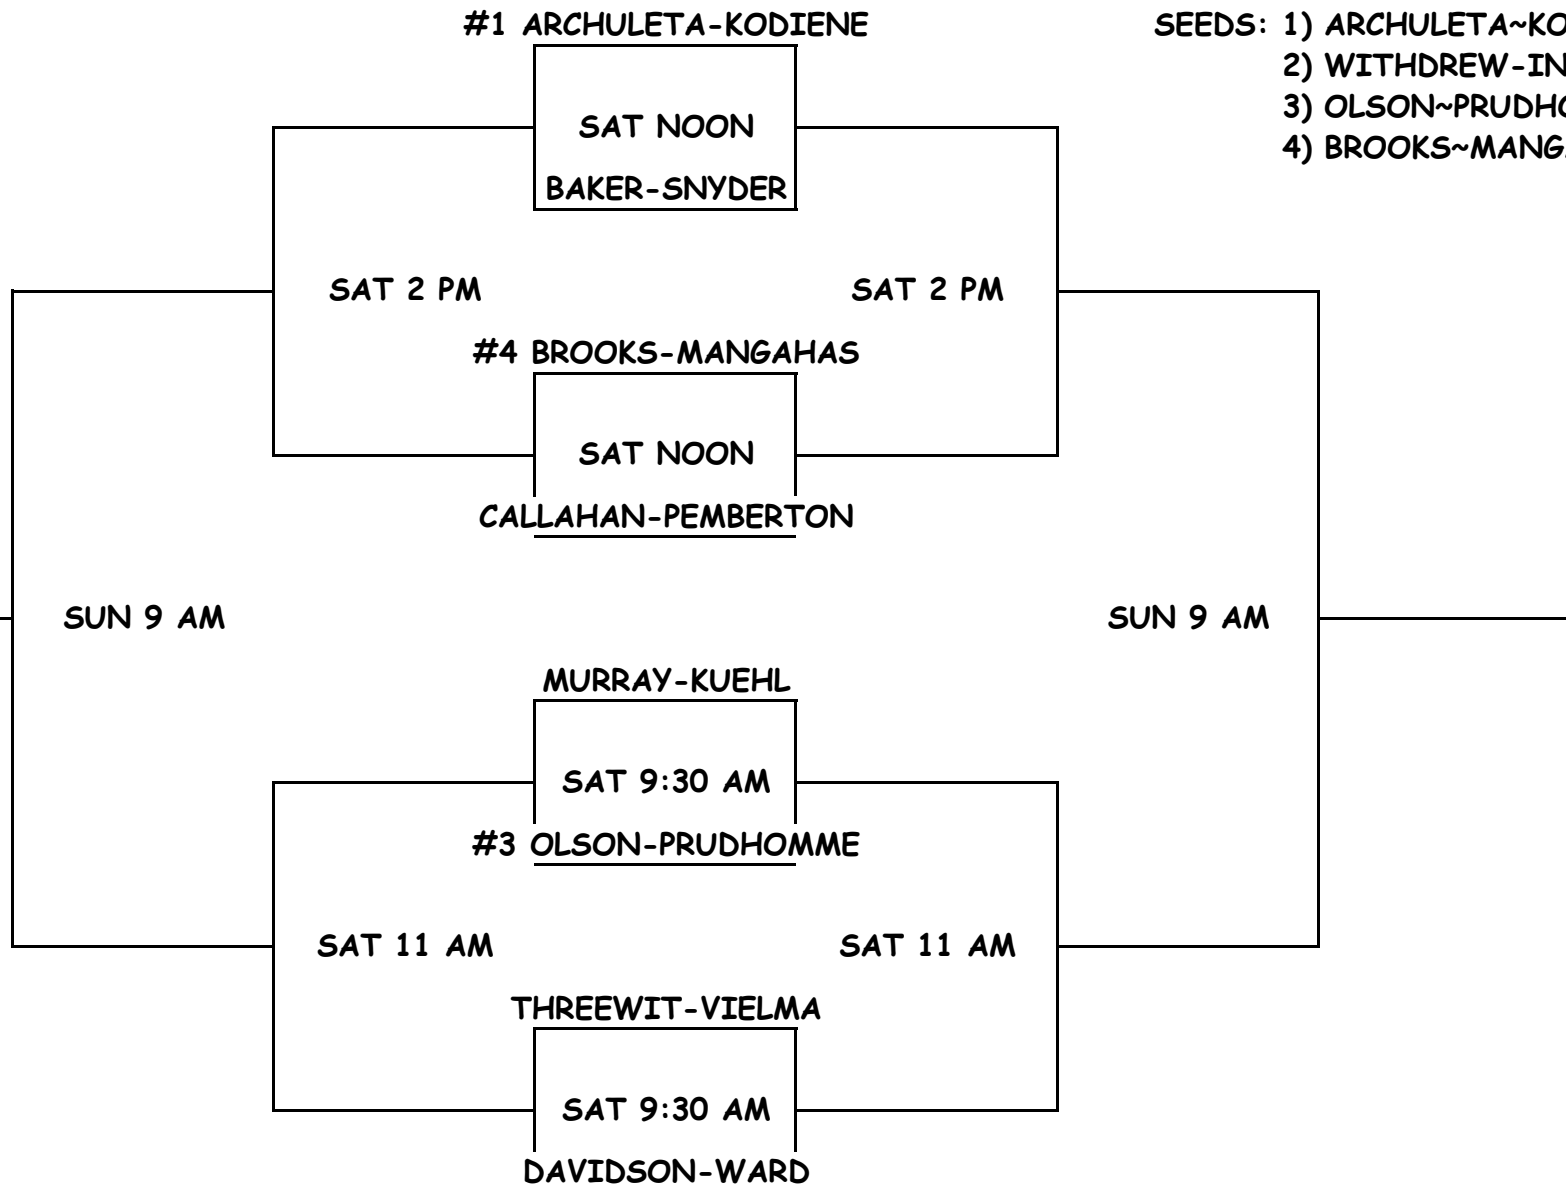 #1 ARCHULETA-KODIENE
SEEDS: 1) ARCHULETA~KO
2) WITHDREW-IN
3) OLSON~PRUDHO
4) BROOKS~MANG
SAT NOON
BAKER-SNYDER
SAT 2 PM
SAT 2 PM
#4 BROOKS-MANGAHAS
SAT NOON
CALLAHAN-PEMBERTON
SUN 9 AM
SUN 9 AM
MURRAY-KUEHL
SAT 9:30 AM
#3 OLSON-PRUDHOMME
SAT 11 AM
SAT 11 AM
THREEWIT-VIELMA
SAT 9:30 AM
DAVIDSON-WARD